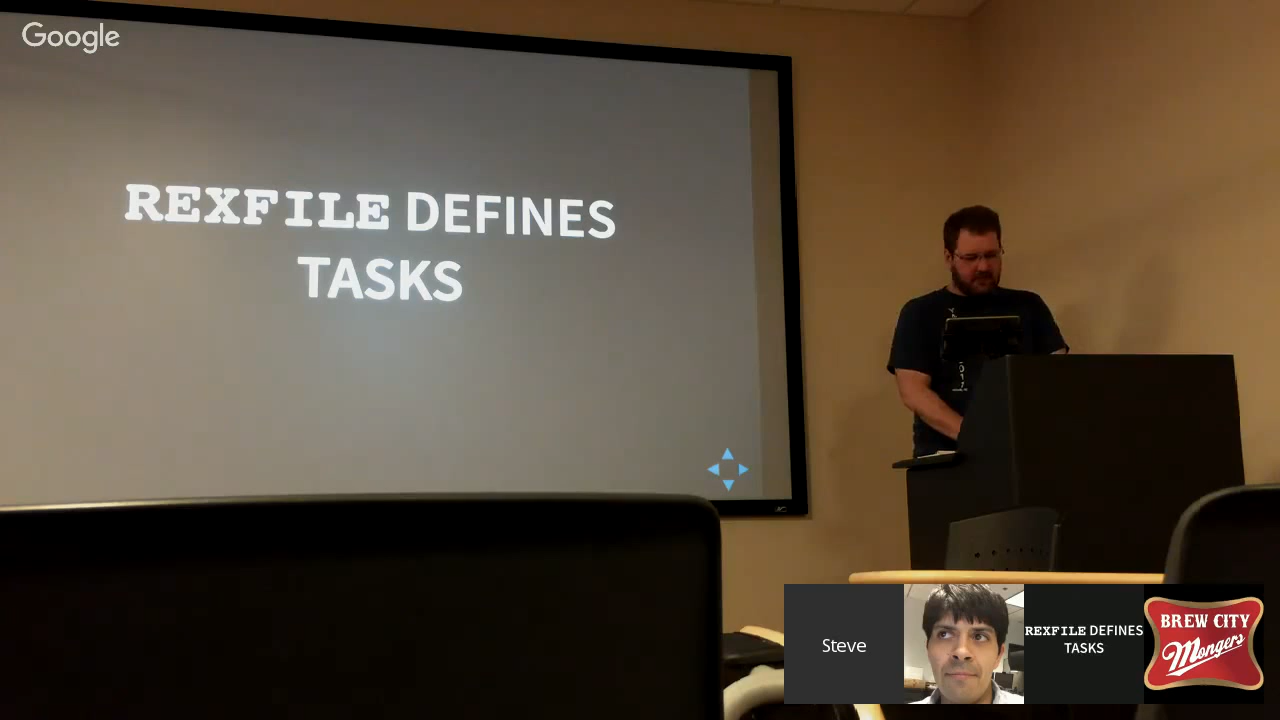 Google
REXFILE DEFINES
TASKS
Steve
REXFILE DEFINES
TASKS
BREW CITY
Mongers